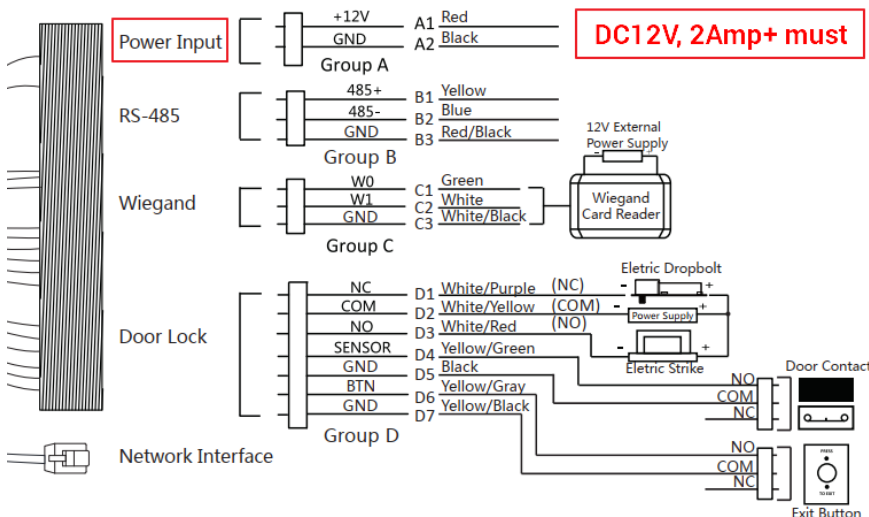 Power Input
+12V A1 Red
GND A2 Black
Group A
DC12V, 2Amp+ must
RS-485
485+ B1 Yellow
485- B2 Blue
GND B3 Red/Black
Group B
12V External
Power Supply
- +
Wiegand
W0 C1 Green
W1 C2 White
GND C3 White/Black
Group C
Wiegand
Card Reader
Door Lock
NC D1 White/Purple (NC)
COM D2 White/Yellow (COM)
NO D3 White/Red (NO)
SENSOR D4 Yellow/Green
GND D5 Black
BTN D6 Yellow/Gray
GND D7 Yellow/Black
Group D
Eletric Dropbolt
- +
- Power Supply +
- +
Eletric Strike
Door Contact
NO
COM
NC
NO
COM
NC
PRESS
TO EXIT
Exit Button
Network Interface